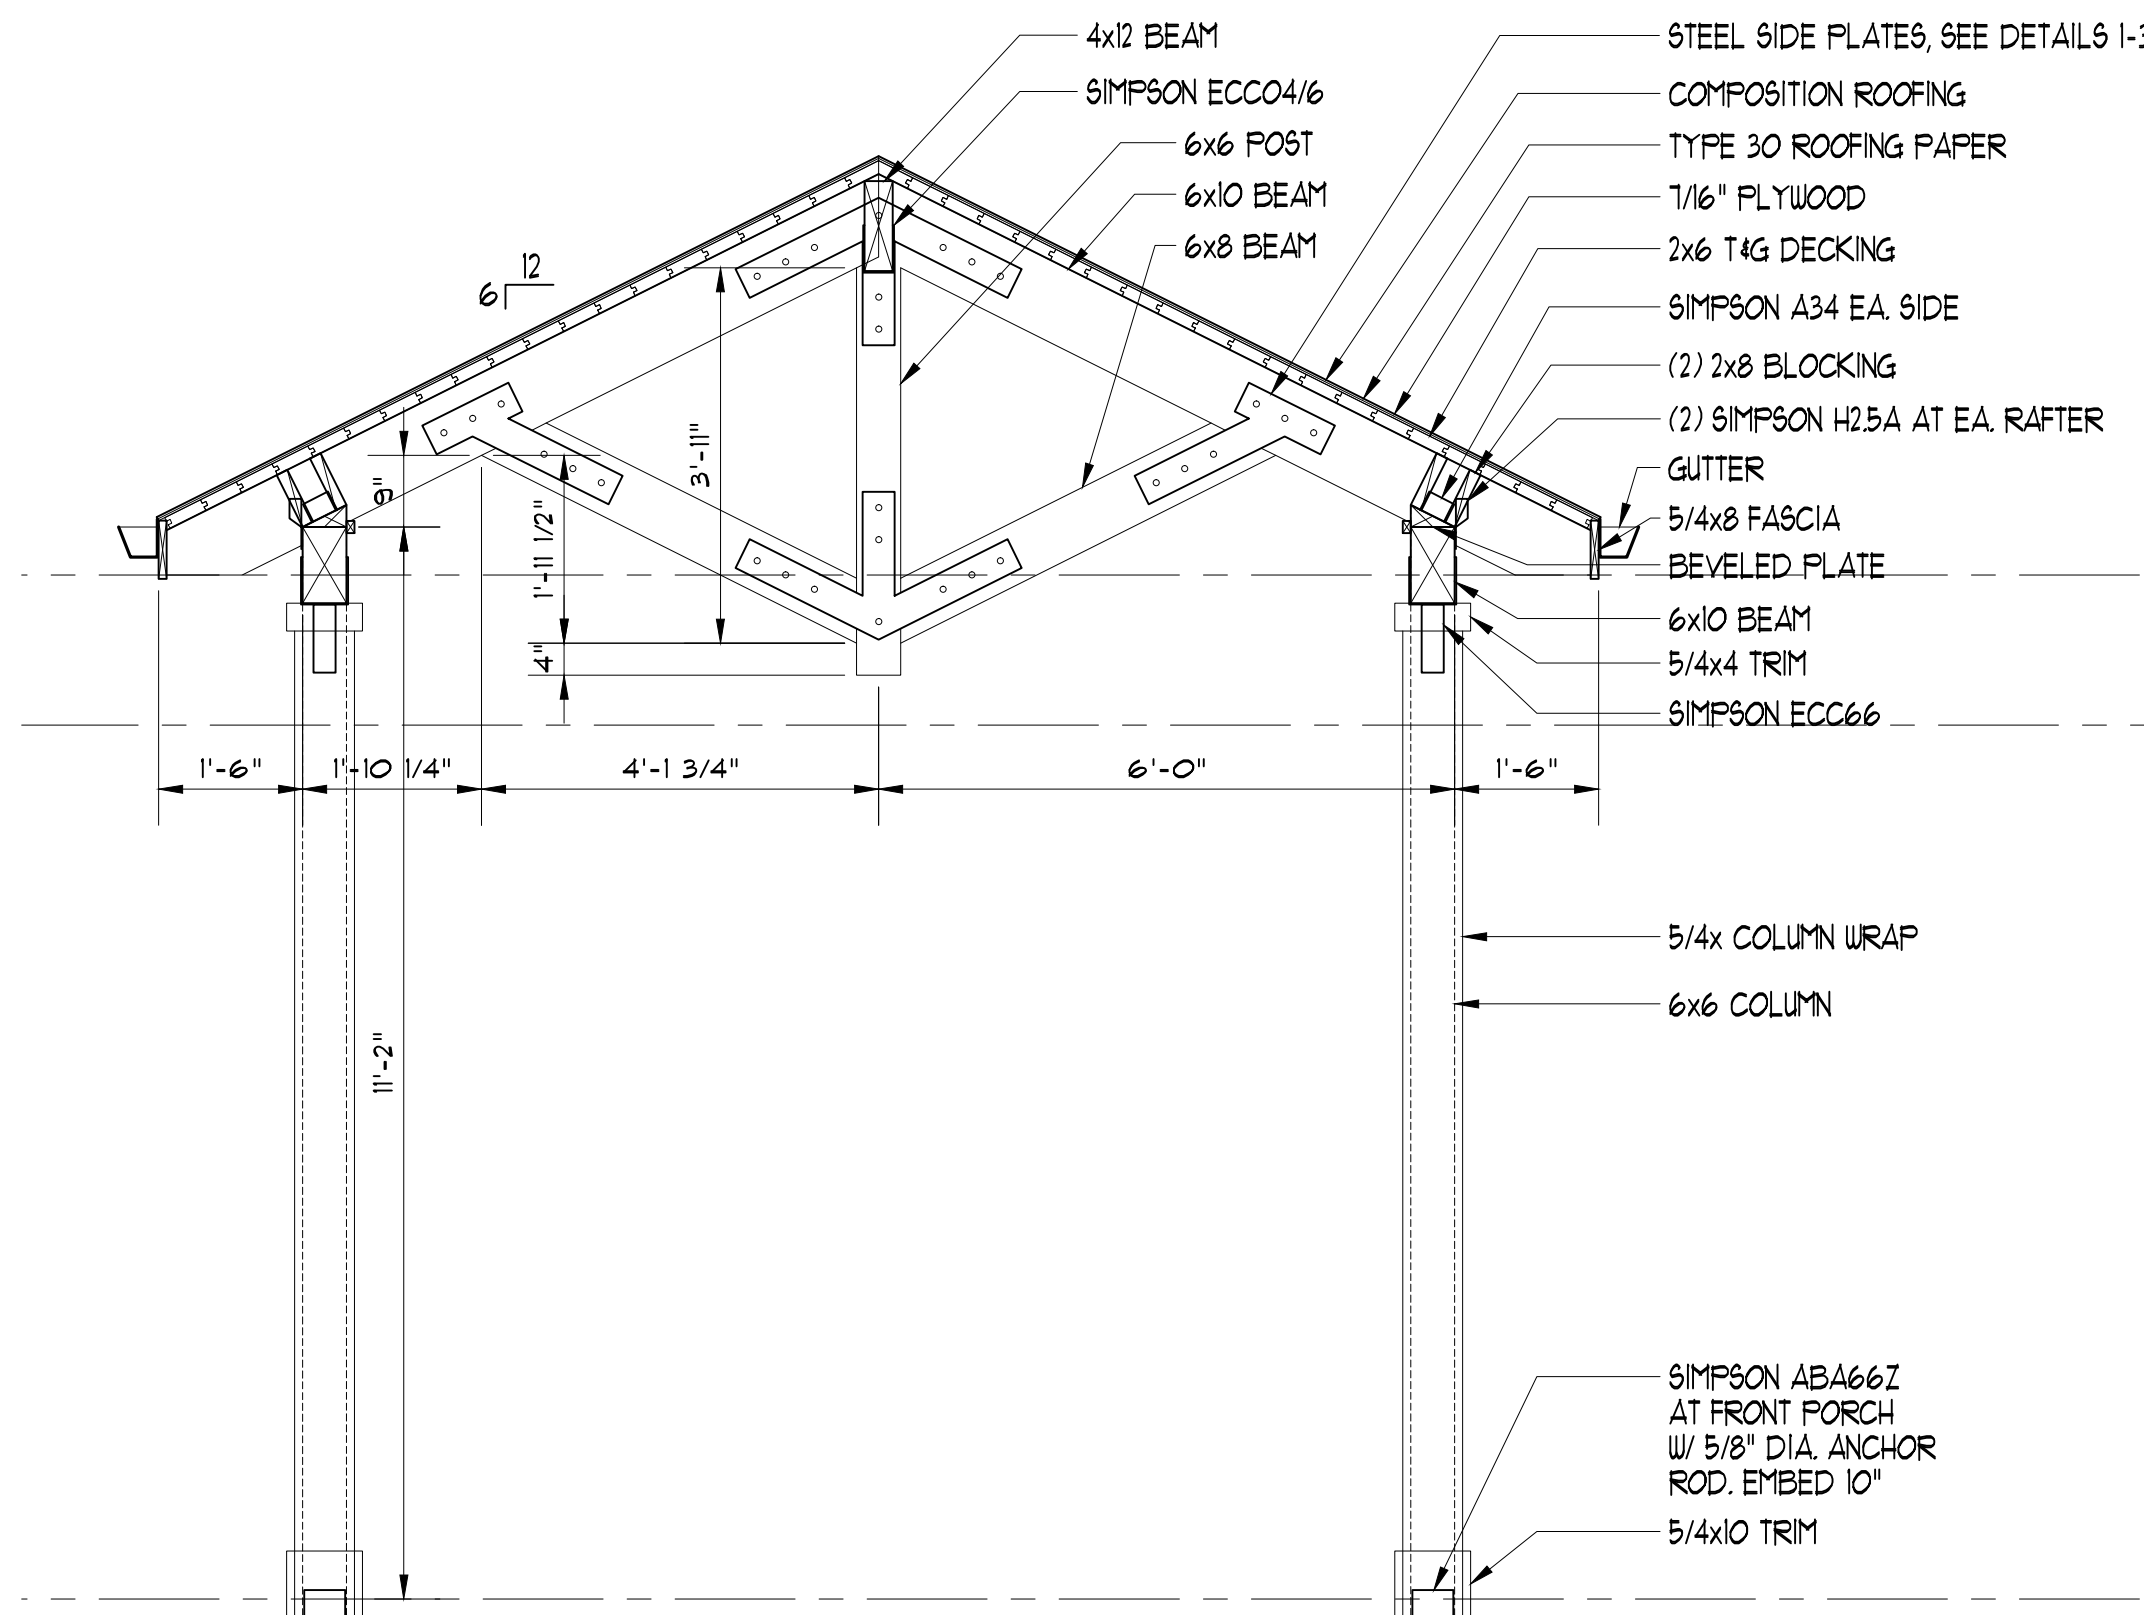 4x12 BEAM
SIMPSON ECCO4/6
6x6 POST
6x10 BEAM
6x8 BEAM
STEEL SIDE PLATES, SEE DETAILS 1-3
COMPOSITION ROOFING
TYPE 30 ROOFING PAPER
7/16" PLYWOOD
2x6 T&G DECKING
SIMPSON A34 EA. SIDE
(2) 2x8 BLOCKING
(2) SIMPSON H2.5A AT EA. RAFTER
GUTTER
5/4x8 FASCIA
BEVELED PLATE
6x10 BEAM
5/4x4 TRIM
SIMPSON ECC66
12
6
9"
3'-11"
1'-11 1/2"
4"
1'-6"
1'-10 1/4"
4'-1 3/4"
6'-0"
1'-6"
11'-2"
5/4x COLUMN WRAP
6x6 COLUMN
SIMPSON ABA66Z
AT FRONT PORCH
W/ 5/8" DIA. ANCHOR
ROD. EMBED 10"
5/4x10 TRIM